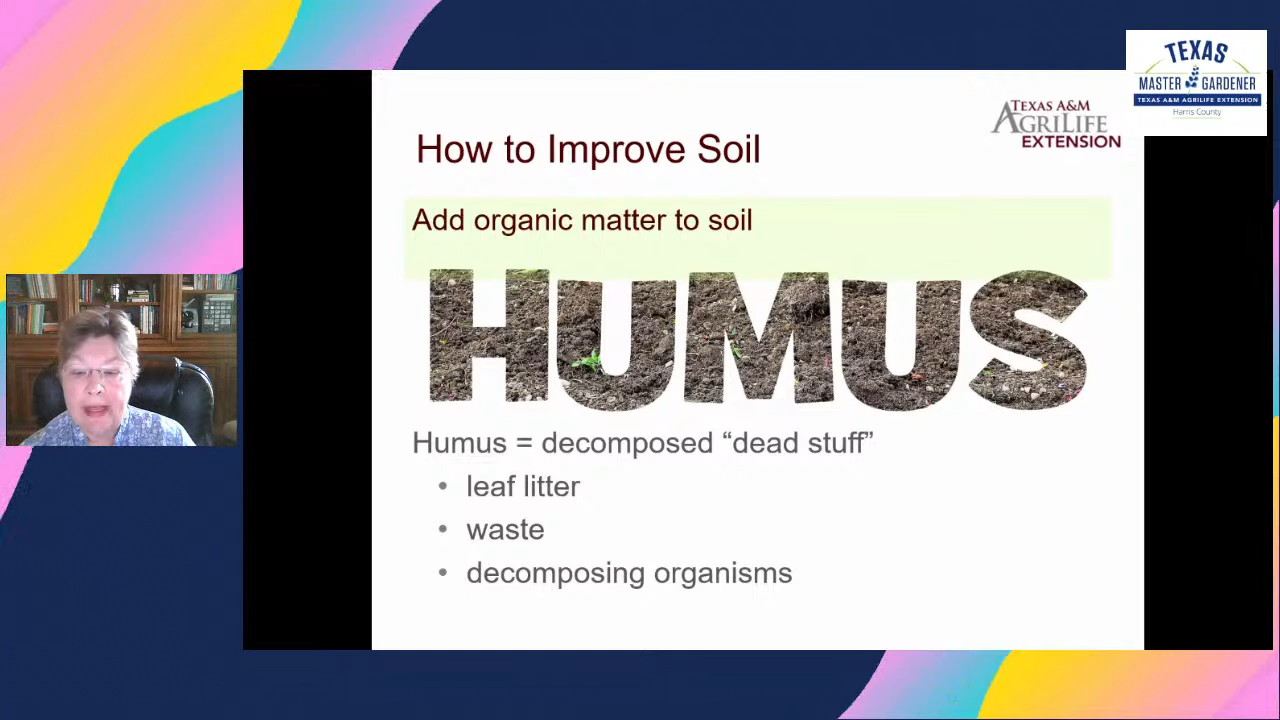 TEXAS
MASTER GARDENER
TEXAS A&M AGRILIFE EXTENSION
Harris County
TEXAS A&M
AGRILIFE
EXTENSION
How to Improve Soil
Add organic matter to soil
HUMUS
Humus = decomposed “dead stuff”
• leaf litter
• waste
• decomposing organisms